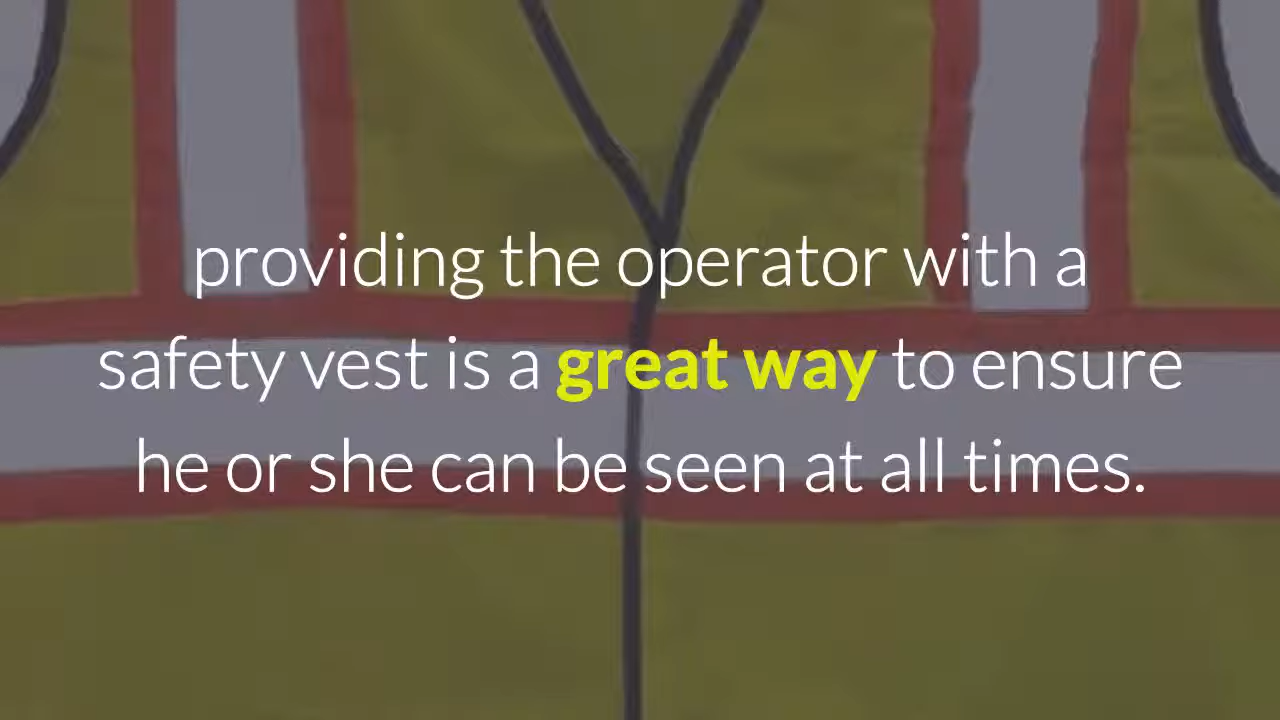 providing the operator with a
safety vest is a great way to ensure
he or she can be seen at all times.